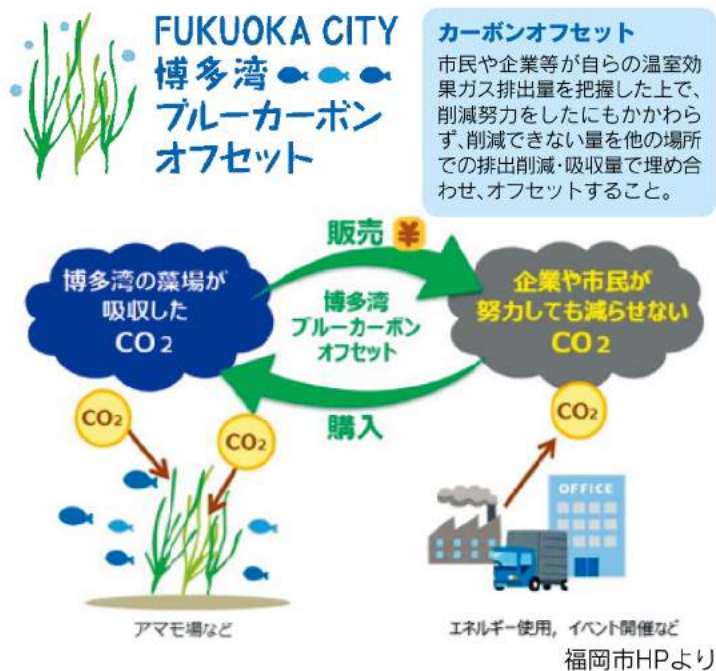 FUKUOKA CITY
博多湾
ブルーカーボン
オフセット
カーボンオフセット
市民や企業等が自らの温室効
果ガス排出量を把握した上で、
削減努力をしたにもかかわら
ず、削減できない量を他の場所
での排出削減・吸収量で埋め合
わせ、オフセットすること。
販売 ¥
博多湾の藻場が
吸収した
CO2
博多湾
ブルーカーボン
オフセット
企業や市民が
努力しても減らせない
CO2
購入
CO2
CO2
CO2
OFFICE
アマモ場など
エネルギー使用, イベント開催など
福岡市HPより